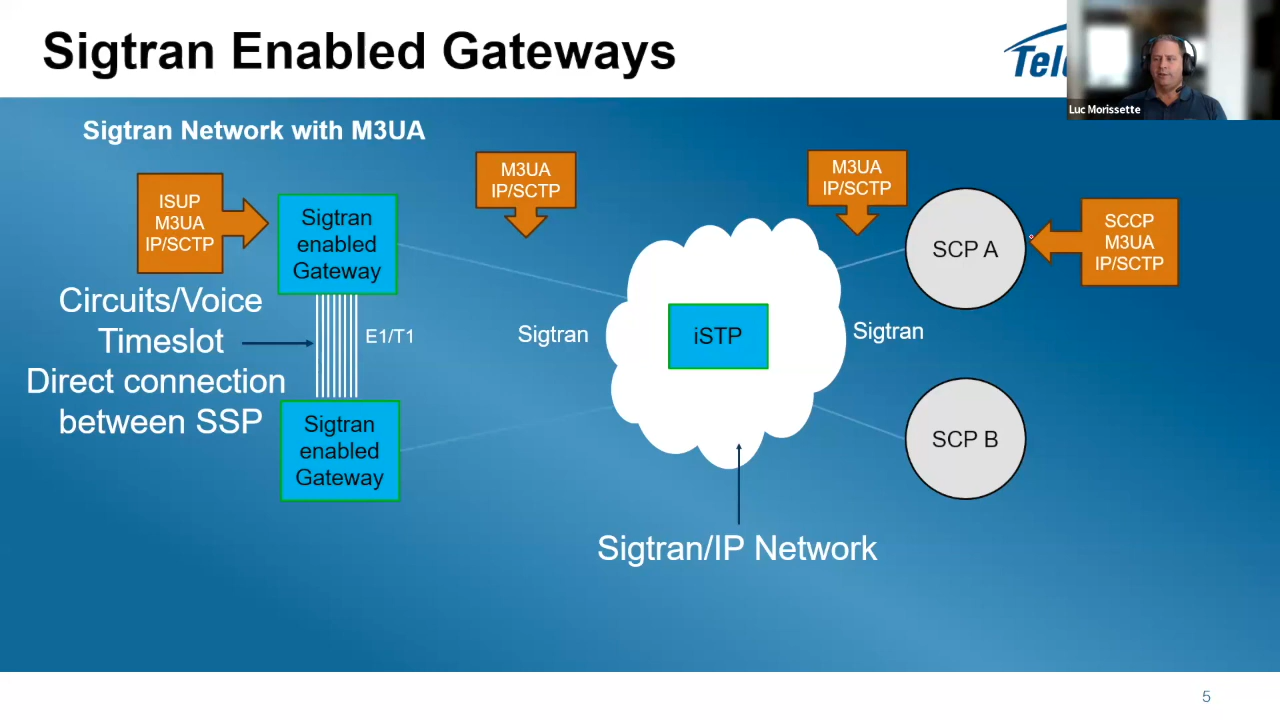 Sigtran Enabled Gateways
Luc Morissette
Sigtran Network with M3UA
ISUP
M3UA
IP/SCTP
Sigtran
enabled
Gateway
M3UA
IP/SCTP
M3UA
IP/SCTP
SCP A
SCCP
M3UA
IP/SCTP
Circuits/Voice
Timeslot
Direct connection
between SSP
E1/T1
Sigtran
iSTP
Sigtran
Sigtran
enabled
Gateway
SCP B
Sigtran/IP Network
5